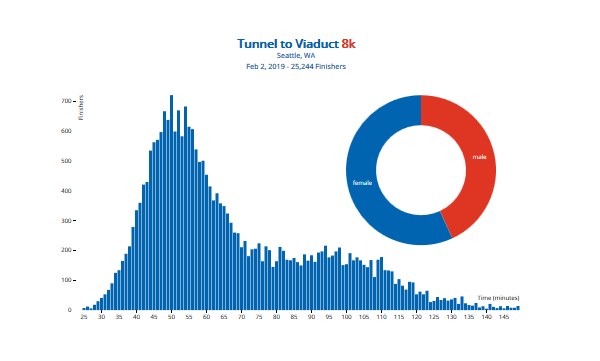 Tunnel to Viaduct 8k
Seattle, WA
Feb 2, 2019 - 25,244 Finishers
Finishers
700
600
500
400
300
200
100
0
male
female
Time (minutes)
25 30 35 40 45 50 55 60 65 70 75 80 85 90 95 100 105 110 115 120 125 130 135 140 145